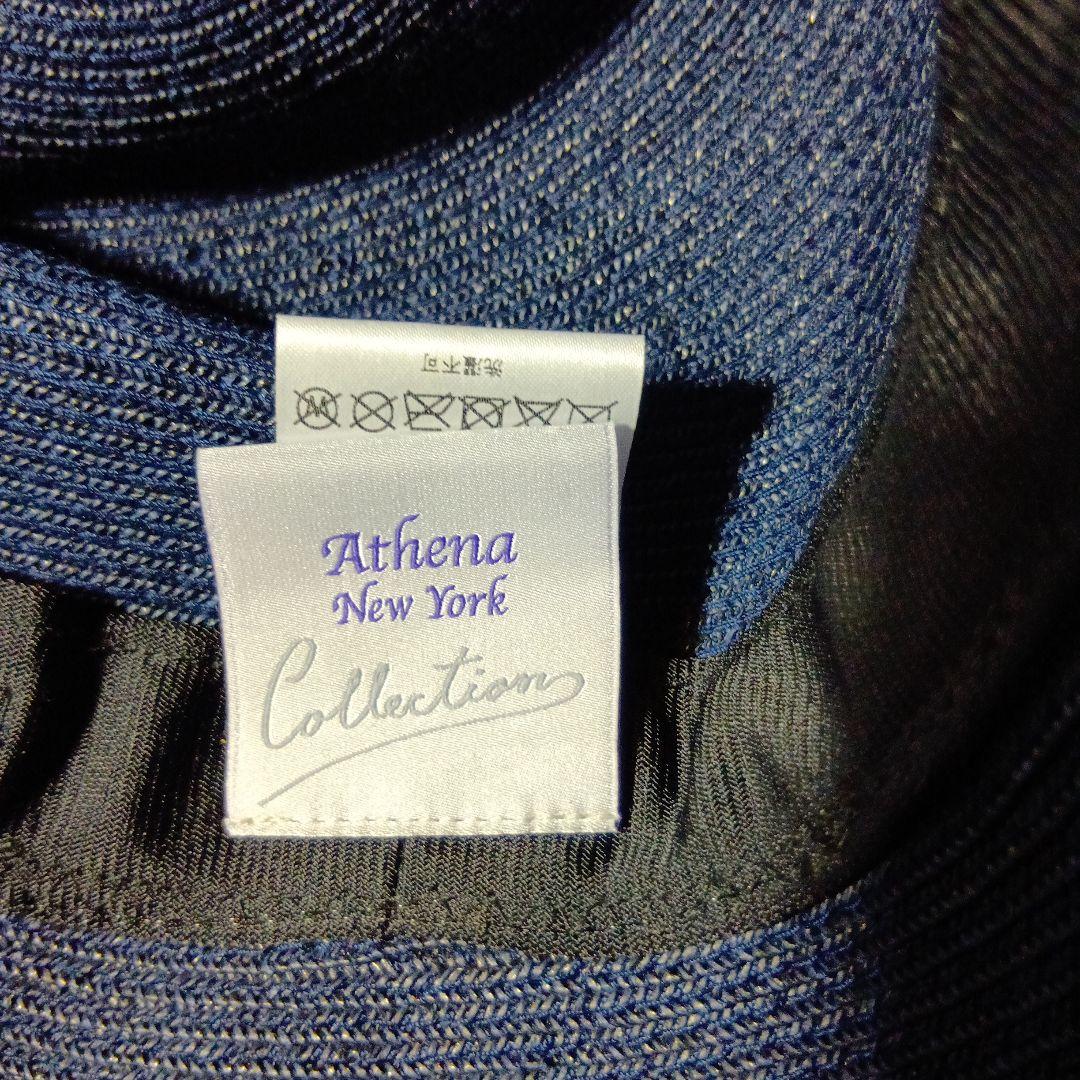 洗濯不可
Athena
New York
Collection